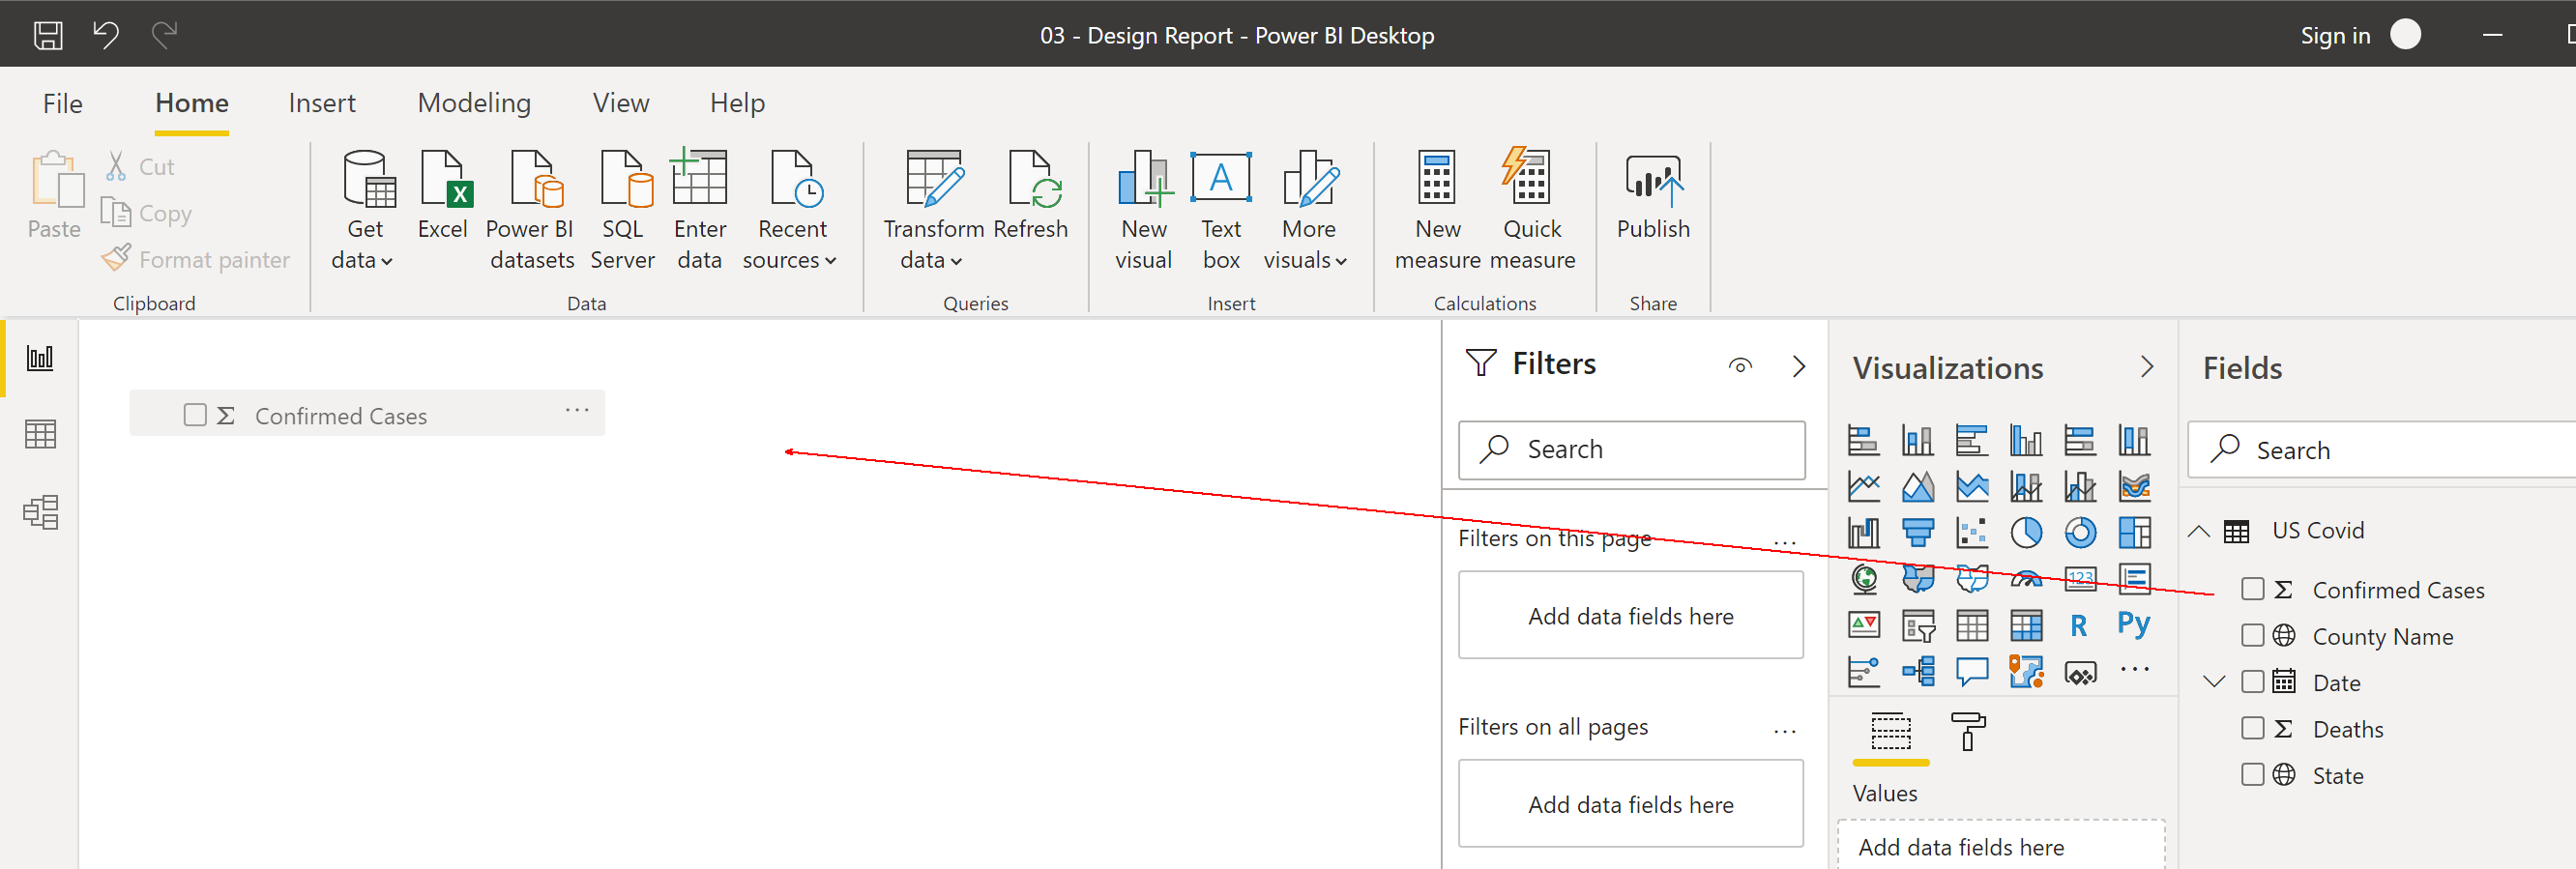 03 - Design Report - Power BI Desktop
Sign in
File Home Insert Modeling View Help
Paste
Cut
Copy
Format painter
Clipboard
Get data
Excel
Power BI datasets
SQL Server
Enter data
Recent sources
Data
Transform data
Refresh
Queries
New visual
Text box
More visuals
Insert
New measure
Quick measure
Calculations
Publish
Share
Σ Confirmed Cases ...
Filters
Search
Filters on this page ...
Add data fields here
Filters on all pages ...
Add data fields here
Visualizations
123
R Py
...
Values
Add data fields here
Fields
Search
US Covid
Σ Confirmed Cases
County Name
Date
Σ Deaths
State